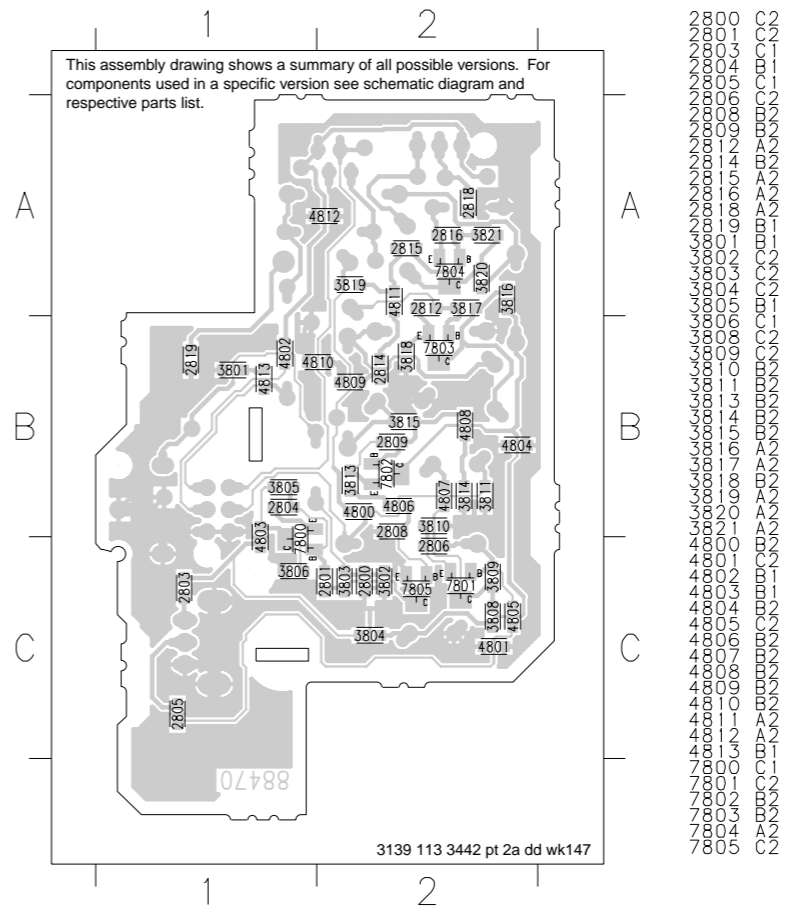 1 2
This assembly drawing shows a summary of all possible versions. For
components used in a specific version see schematic diagram and
respective parts list.
A A
2818
4812
2816 3821
2815
E B
7804
C
3820
3819
4811
2812 3817
3816
B B
2819
4802
3801
4813
4810
4809
2814
3818
E B
7803
C
3815
4808
2809
4804
B
7802
C
E
3813
3805
2804
4800
4806
4807
3814
3811
2808
3810
2806
4803
C
7800
E
B
3806
2801
3803
2800
3802
E B
7805
C
B
7801
C
3809
2803
3808
4805
3804
4801
C C
2805
88470
3139 113 3442 pt 2a dd wk147
1 2
2800 C2
2801 C2
2803 C1
2804 B1
2805 C1
2806 C2
2808 B2
2809 B2
2812 A2
2814 B2
2815 A2
2816 A2
2818 A2
2819 B1
3801 B1
3802 C2
3803 C2
3804 C2
3805 B1
3806 C1
3808 C2
3809 C2
3810 B2
3811 B2
3813 B2
3814 B2
3815 B2
3816 A2
3817 A2
3818 B2
3819 A2
3820 A2
3821 A2
4800 B2
4801 C2
4802 B1
4803 B1
4804 B2
4805 C2
4806 B2
4807 B2
4808 B2
4809 B2
4810 B2
4811 A2
4812 A2
4813 B1
7800 C1
7801 C2
7802 B2
7803 B2
7804 A2
7805 C2